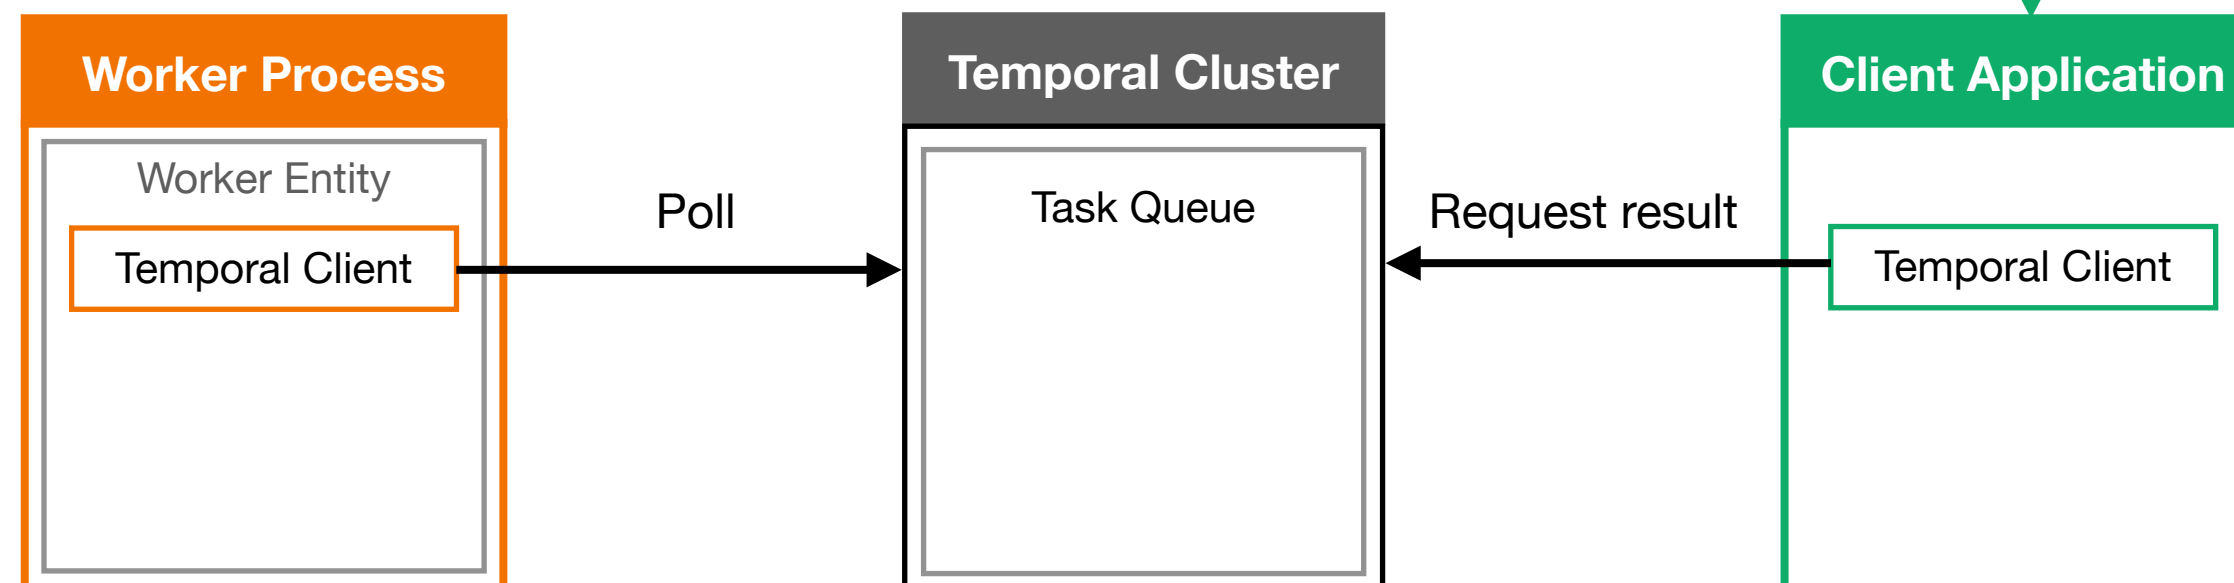 Worker Process
Temporal Cluster
Client Application
Worker Entity
Poll
Task Queue
Request result
Temporal Client
Temporal Client